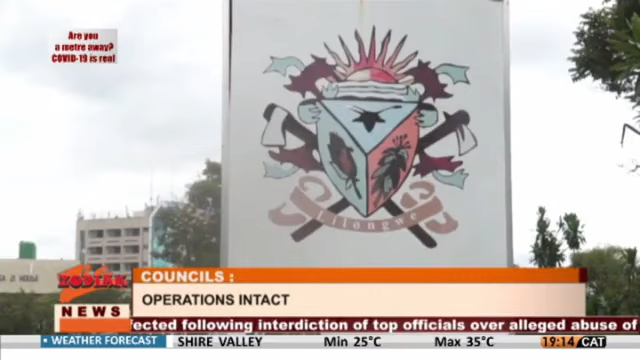 Are you
a metre away?
COVID-19 is real
Lilongwe
ZODIAK
NEWS
COUNCILS :
OPERATIONS INTACT
fected following interdiction of top officials over alleged abuse of
WEATHER FORECAST
SHIRE VALLEY
Min 25°C
Max 35°C
19:14 CAT